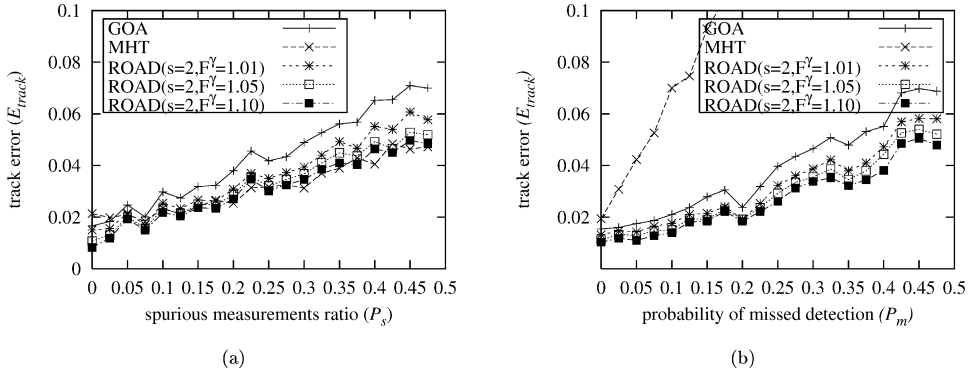 0.1
0.08
0.06
0.04
0.02
0
track error (E_track)
GOA
MHT
ROAD(s=2,F^γ=1.01)
ROAD(s=2,F^γ=1.05)
ROAD(s=2,F^γ=1.10)
0 0.05 0.1 0.15 0.2 0.25 0.3 0.35 0.4 0.45 0.5
spurious measurements ratio (P_s)
(a)
0.1
0.08
0.06
0.04
0.02
0
track error (E_track)
GOA
MHT
ROAD(s=2,F^γ=1.01)
ROAD(s=2,F^γ=1.05)
ROAD(s=2,F^γ=1.10)
0 0.05 0.1 0.15 0.2 0.25 0.3 0.35 0.4 0.45 0.5
probability of missed detection (P_m)
(b)